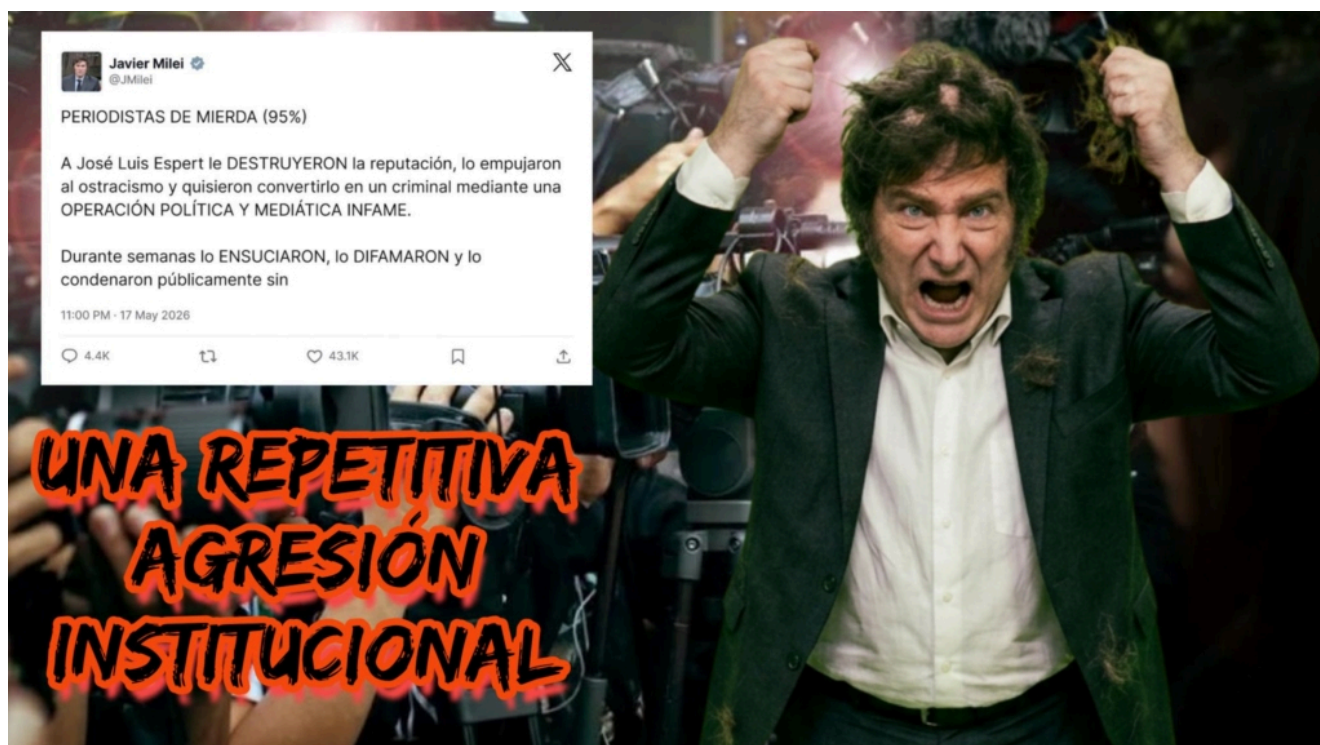 Javier Milei
@JMilei
PERIODISTAS DE MIERDA (95%)
A José Luis Espert le DESTRUYERON la reputación, lo empujaron
al ostracismo y quisieron convertirlo en un criminal mediante una
OPERACIÓN POLÍTICA Y MEDIÁTICA INFAME.
Durante semanas lo ENSUCIARON, lo DIFAMARON y lo
condenaron públicamente sin
11:00 PM · 17 May 2026
4.4K 43.1K
UNA REPETITIVA
AGRESIÓN
INSTITUCIONAL